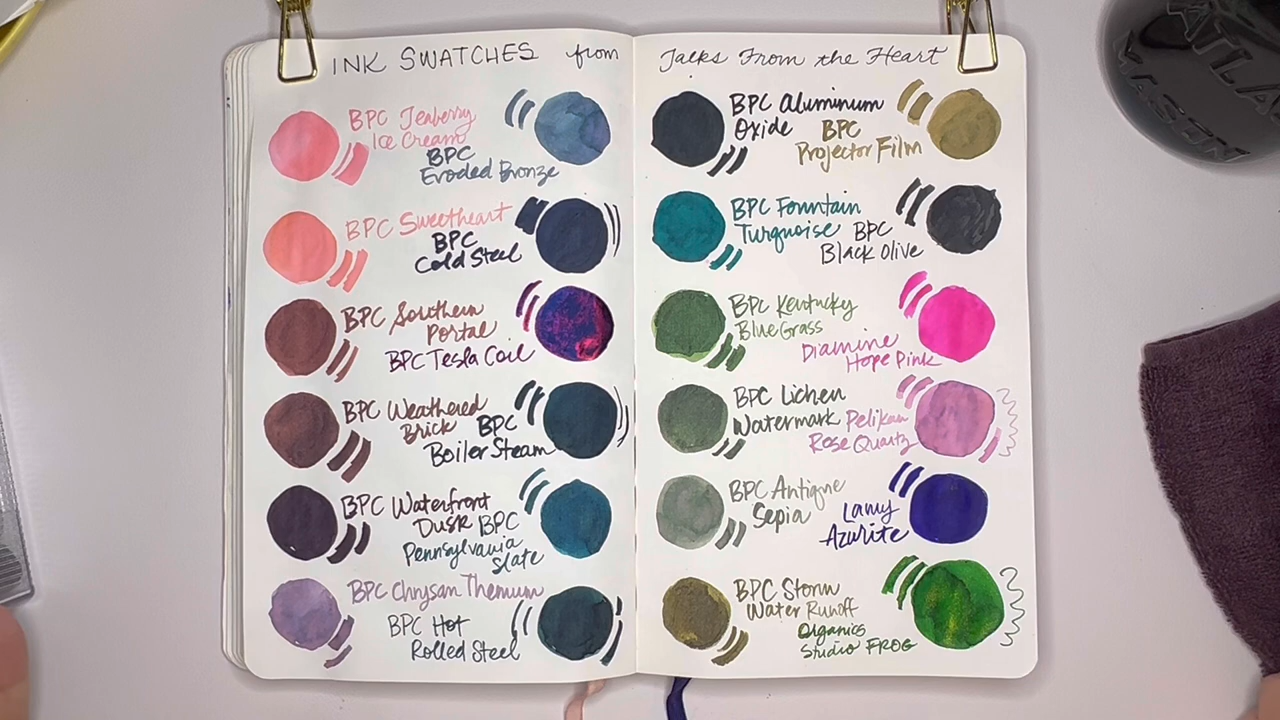 INK SWATCHES from
Talks From the Heart
BPC Teaberry
Ice Cream
BPC
Eroded Bronze
BPC Sweetheart
BPC
Cold Steel
BPC Southern
Portal
BPC Tesla Coil
BPC Weathered
Brick
BPC
Boiler Steam
BPC Waterfront
Dusk
BPC
Pennsylvania
Slate
BPC Chrysan Themum
BPC Hot
Rolled Steel
BPC Aluminum
Oxide
BPC
Projector Film
BPC Fountain
Turquoise
BPC
Black Olive
BPC Kentucky
Blue Grass
Diamine
Hope Pink
BPC Lichen
Watermark
Pelikan
Rose Quartz
BPC Antique
Sepia
Lamy
Azurite
BPC Storm
Water Runoff
Organics
Studio FROG
ATLAS
MASON